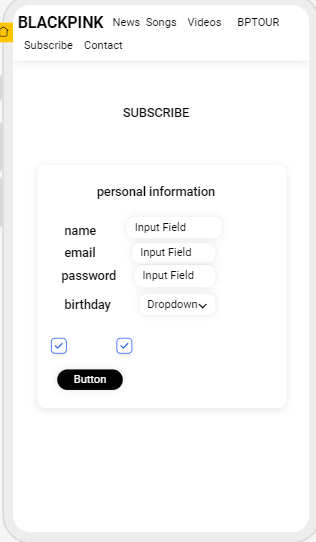 BLACKPINK News Songs Videos BPTOUR
Subscribe Contact
SUBSCRIBE
personal information
name Input Field
email Input Field
password Input Field
birthday Dropdown
Button